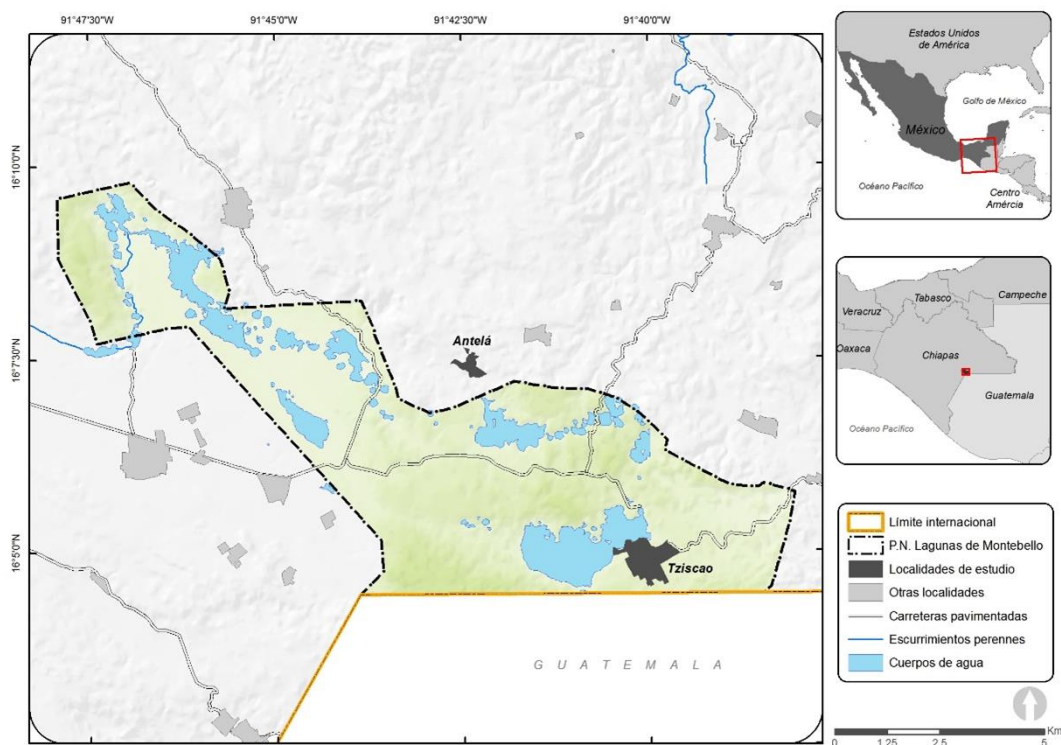 91°47'30"W
91°45'0"W
91°42'30"W
91°40'0"W
16°10'0"N
16°7'30"N
16°5'0"N
Antelá
Tziscao
GUATEMALA
Estados Unidos
de América
Golfo de México
México
Océano Pacífico
Centro
Amércia
Campeche
Tabasco
Veracruz
Oaxaca
Chiapas
Guatemala
Océano Pacífico
Límite internacional
P.N. Lagunas de Montebello
Localidades de estudio
Otras localidades
Carreteras pavimentadas
Escurrimientos perennes
Cuerpos de agua
Km
0 1.25 2.5 5